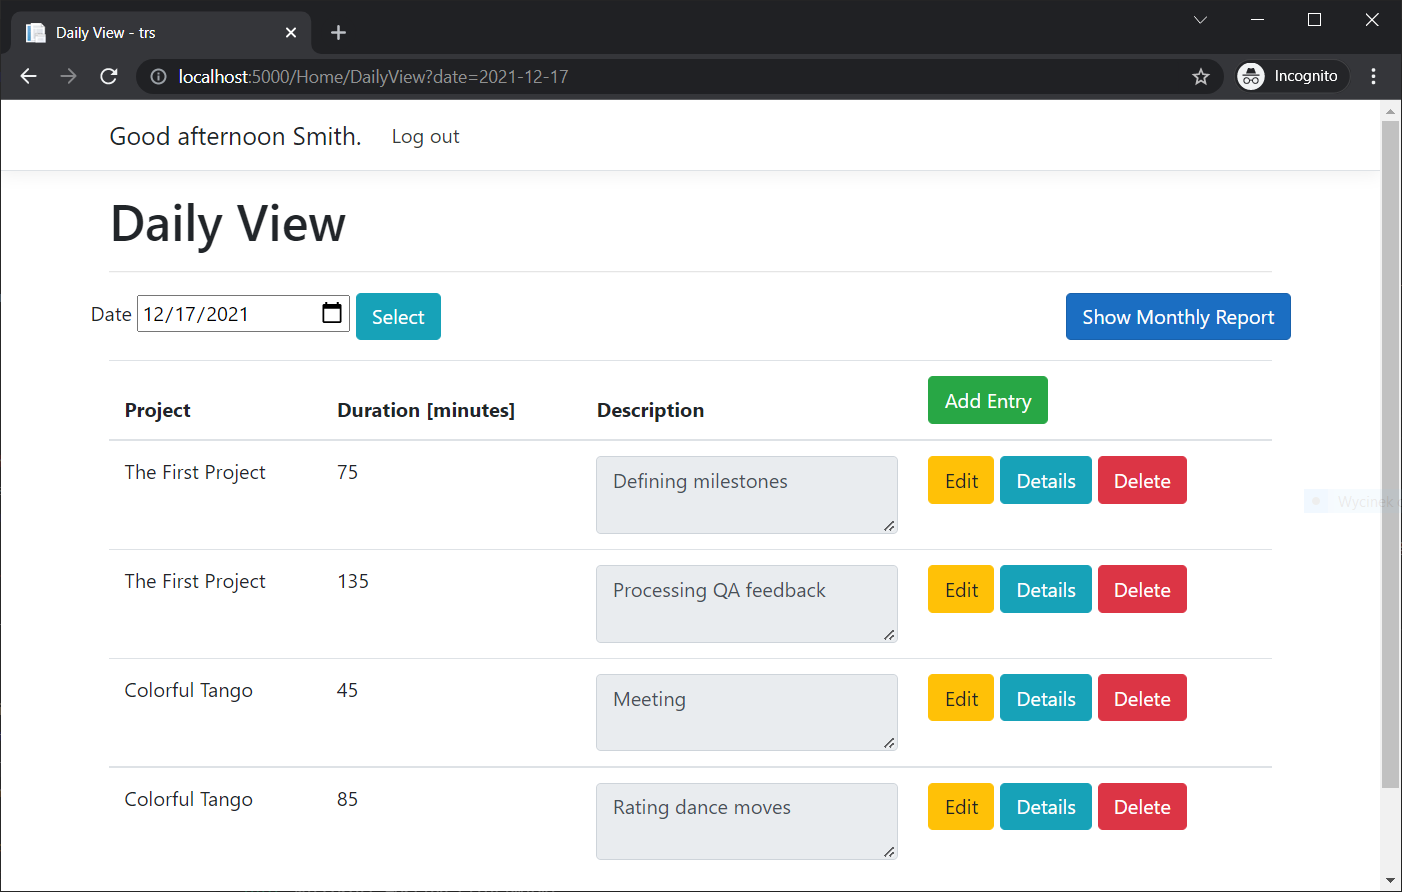 Daily View - trs
localhost:5000/Home/DailyView?date=2021-12-17
Incognito
Good afternoon Smith. Log out
Daily View
Date 12/17/2021 Select Show Monthly Report
Project Duration [minutes] Description Add Entry
The First Project 75 Defining milestones Edit Details Delete
The First Project 135 Processing QA feedback Edit Details Delete
Colorful Tango 45 Meeting Edit Details Delete
Colorful Tango 85 Rating dance moves Edit Details Delete
Wycinek